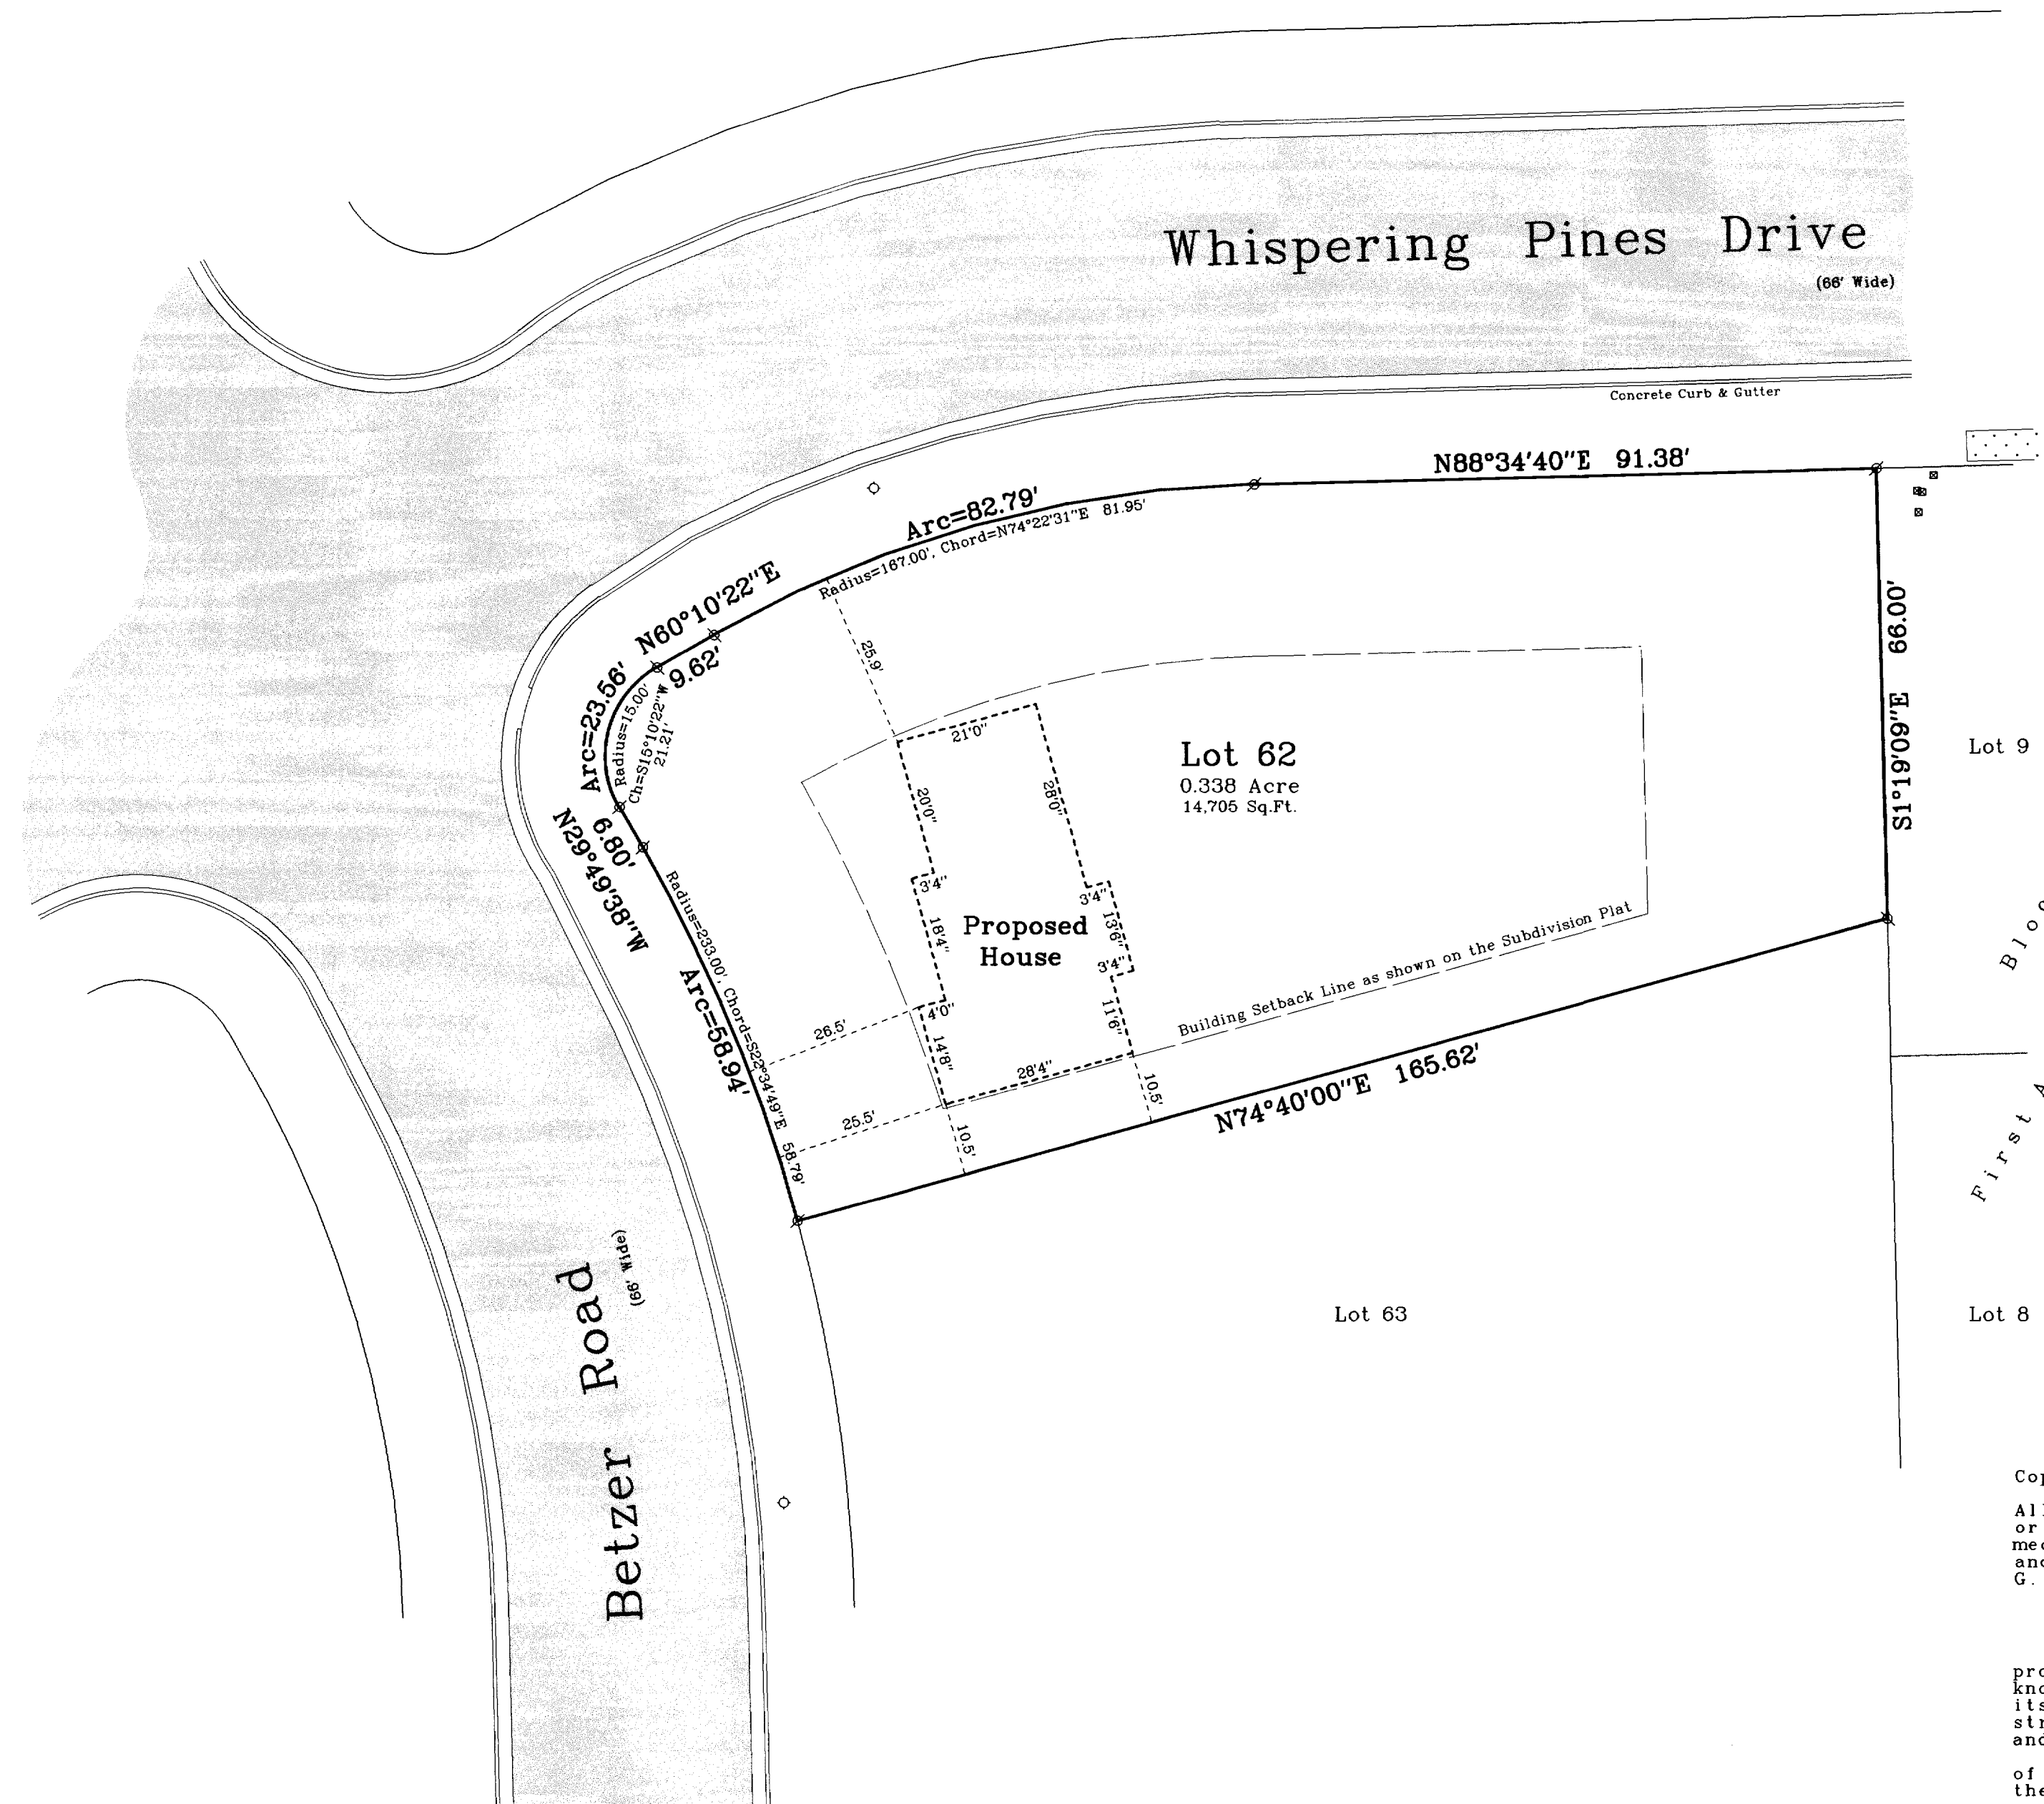 Whispering Pines Drive
(66' Wide)
Concrete Curb & Gutter
N88°34'40"E 91.38'
Arc=82.79'
Radius=167.00', Chord=N74°22'31"E 81.95'
N60°10'22"E
9.62'
Arc=23.56'
Radius=15.00'
Ch=S15°10'22"W
21.21'
6.80'
N29°49'38"W
Radius=233.00', Chord=S22°34'49"E 58.79'
Arc=58.94'
S1°19'09"E 66.00'
25.9'
21'0"
20'0"
28'0"
3'4"
3'4"
18'4"
13'6"
3'4"
4'0"
11'6"
14'8"
28'4"
26.5'
25.5'
10.5'
10.5'
Lot 62
0.338 Acre
14,705 Sq.Ft.
Proposed
House
Building Setback Line as shown on the Subdivision Plat
N74°40'00"E 165.62'
Lot 9
Lot 63
Lot 8
First
Betzer Road
(66' Wide)
or
G.
of